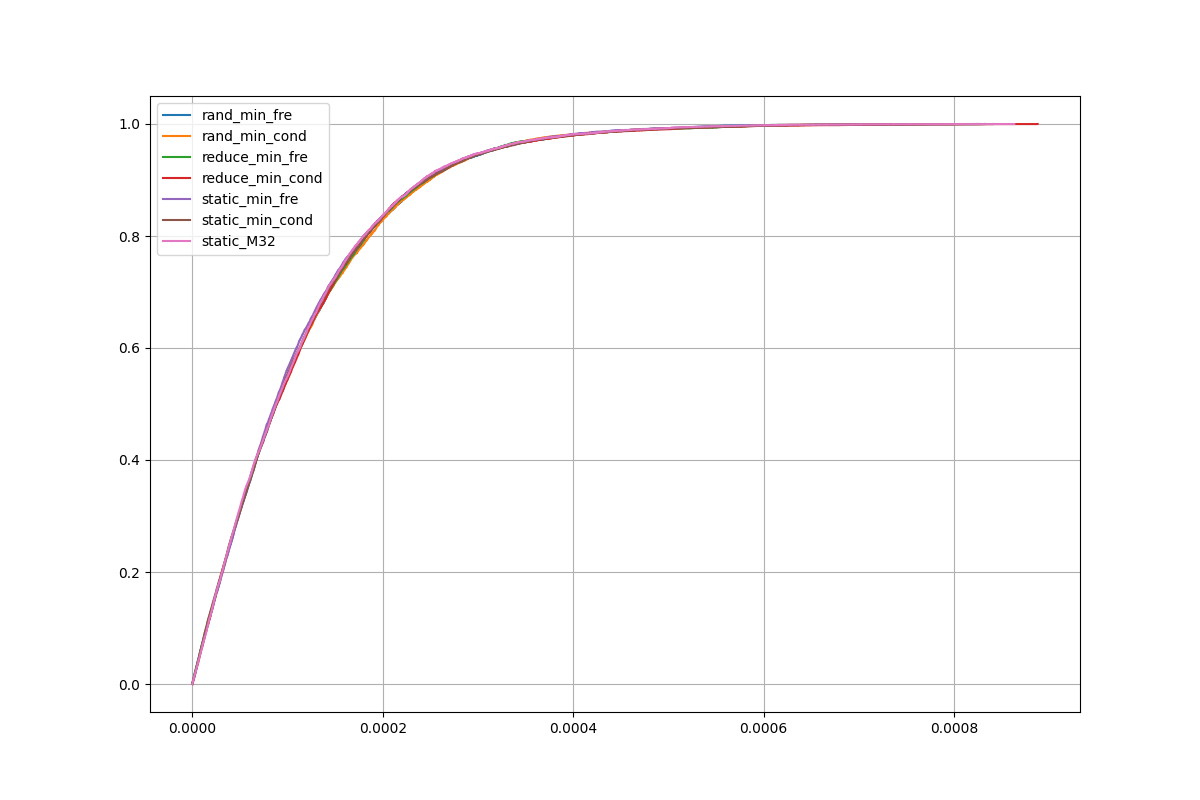 rand_min_fre
rand_min_cond
reduce_min_fre
reduce_min_cond
static_min_fre
static_min_cond
static_M32
1.0
0.8
0.6
0.4
0.2
0.0
0.0000 0.0002 0.0004 0.0006 0.0008